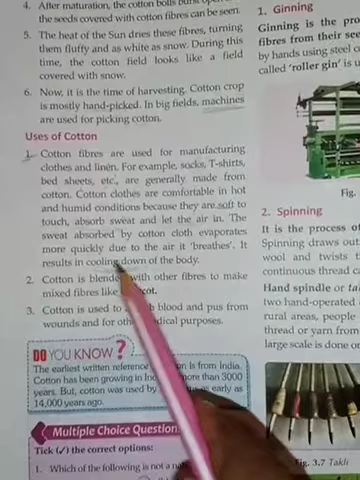 4. After maturation, the cotton bolls burst open
the seeds covered with cotton fibres can be seen.
5. The heat of the Sun dries these fibres, turning
them fluffy and as white as snow. During this
time, the cotton field looks like a field
covered with snow.
6. Now, it is the time of harvesting. Cotton crop
is mostly hand-picked. In big fields, machines
are used for picking cotton.
Uses of Cotton
1. Cotton fibres are used for manufacturing
clothes and linen. For example, socks, T-shirts,
bed sheets, etc., are generally made from
cotton. Cotton clothes are comfortable in hot
and humid conditions because they are soft to
touch, absorb sweat and let the air in. The
sweat absorbed by cotton cloth evaporates
more quickly due to the air it 'breathes'. It
results in cooling down of the body.
2. Cotton is blended with other fibres to make
mixed fibres like
3. Cotton is used to blood and pus from
wounds and for
purposes.
DO YOU KNOW ?
The earliest written reference is from India.
Cotton has been growing in more than 3000
years. But, cotton was used by as early as
14,000 years ago.
Multiple Choice Question
Tick (✓) the correct options:
1. Which of the following is not a
1. Ginning
Ginning is the
fibres from their
by hands using steel
called 'roller gin' is
Fig.
2. Spinning
It is the process
Spinning draws out
wool and twists
continuous thread
Hand spindle or
two hand-operated
rural areas, people
thread or yarn from
large scale is done
Fig. 3.7 Takli